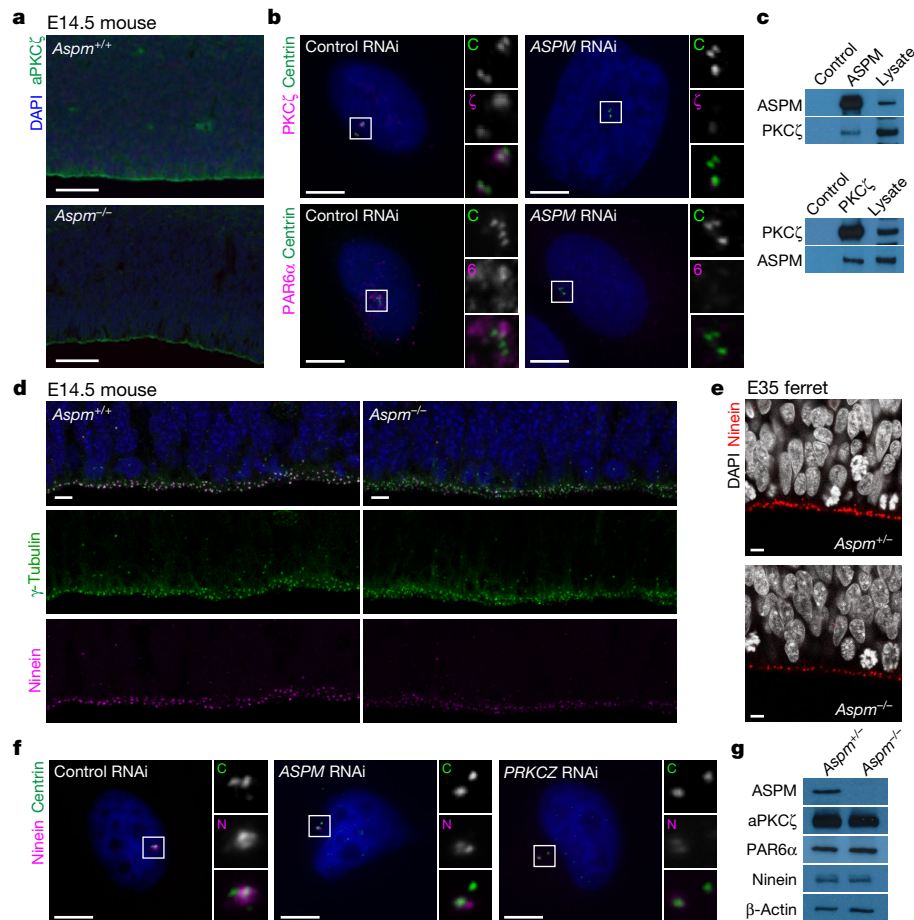 a E14.5 mouse
DAPI aPKCζ
Aspm+/+
Aspm–/–
b
PKCζ Centrin
Control RNAi
C
ζ
ASPM RNAi
C
ζ
PAR6α Centrin
Control RNAi
C
6
ASPM RNAi
C
6
c
Control
ASPM
Lysate
ASPM
PKCζ
Control
PKCζ
Lysate
PKCζ
ASPM
d E14.5 mouse
Aspm+/+
Aspm–/–
γ-Tubulin
Ninein
e E35 ferret
DAPI Ninein
Aspm+/–
Aspm–/–
f
Ninein Centrin
Control RNAi
C
N
ASPM RNAi
C
N
PRKCZ RNAi
C
N
g
Aspm+/–
Aspm–/–
ASPM
aPKCζ
PAR6α
Ninein
β-Actin